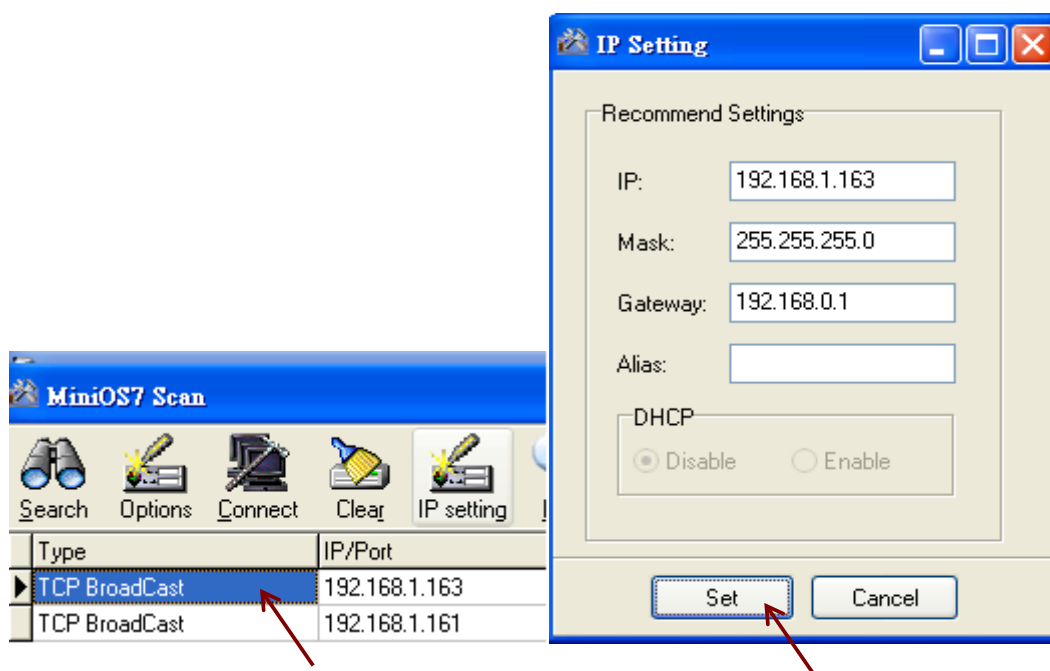 IP Setting
Recommend Settings
IP: 192.168.1.163
Mask: 255.255.255.0
Gateway: 192.168.0.1
Alias:
DHCP
Disable Enable
Set Cancel
MiniOS7 Scan
Search Options Connect Clear IP setting
Type IP/Port
TCP BroadCast 192.168.1.163
TCP BroadCast 192.168.1.161